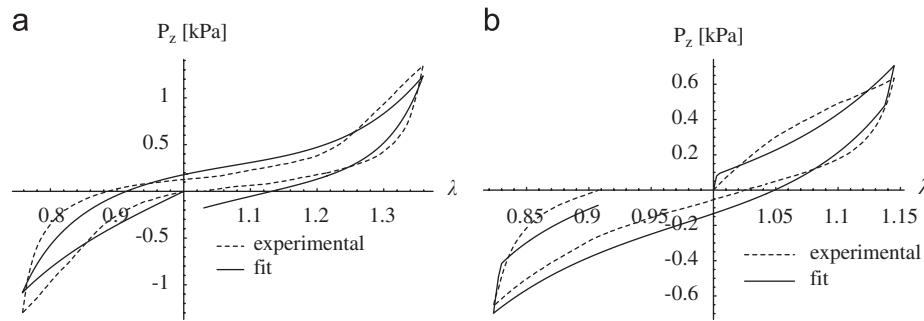 a
P_z [kPa]
1
0.5
0.8 0.9 1.1 1.2 1.3 λ
-0.5
-1
experimental
fit
b
P_z [kPa]
0.6
0.4
0.2
0.85 0.9 0.95 1.05 1.1 1.15 λ
-0.2
-0.4
-0.6
experimental
fit